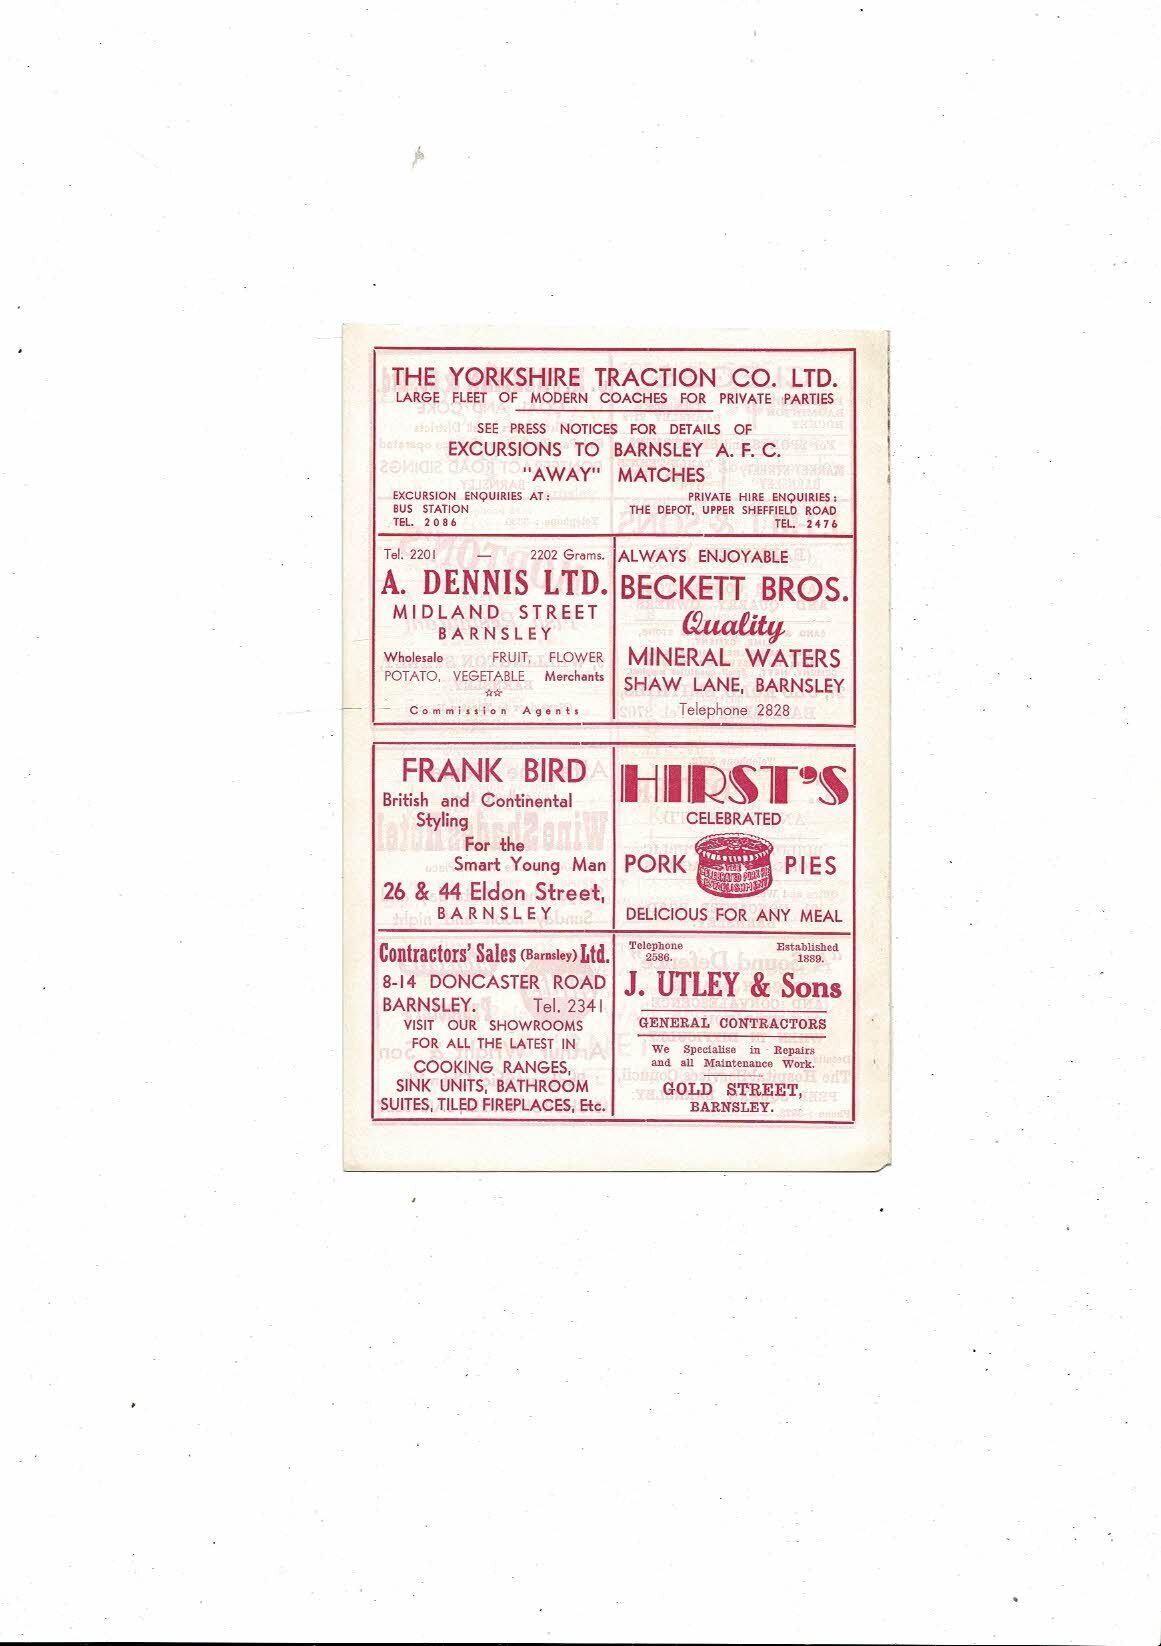 THE YORKSHIRE TRACTION CO. LTD.
LARGE FLEET OF MODERN COACHES FOR PRIVATE PARTIES
SEE PRESS NOTICES FOR DETAILS OF
EXCURSIONS TO BARNSLEY A. F. C.
"AWAY" MATCHES
EXCURSION ENQUIRIES AT:
BUS STATION
TEL. 2086
PRIVATE HIRE ENQUIRIES:
THE DEPOT, UPPER SHEFFIELD ROAD
TEL. 2476
Tel. 2201 — 2202 Grams.
A. DENNIS LTD.
MIDLAND STREET
BARNSLEY
Wholesale FRUIT, FLOWER
POTATO, VEGETABLE Merchants
☆☆
Commission Agents
ALWAYS ENJOYABLE
BECKETT BROS.
Quality
MINERAL WATERS
SHAW LANE, BARNSLEY
Telephone 2828
FRANK BIRD
British and Continental
Styling
For the
Smart Young Man
26 & 44 Eldon Street,
BARNSLEY
HIRST'S
CELEBRATED
PORK PIES
THE
CELEBRATED PORK PIE
ESTABLISHMENT
DELICIOUS FOR ANY MEAL
Contractors' Sales (Barnsley) Ltd.
8-14 DONCASTER ROAD
BARNSLEY. Tel. 2341
VISIT OUR SHOWROOMS
FOR ALL THE LATEST IN
COOKING RANGES,
SINK UNITS, BATHROOM
SUITES, TILED FIREPLACES, Etc.
Telephone
2586.
Established
1889.
J. UTLEY & Sons
GENERAL CONTRACTORS
We Specialise in Repairs
and all Maintenance Work.
GOLD STREET,
BARNSLEY.